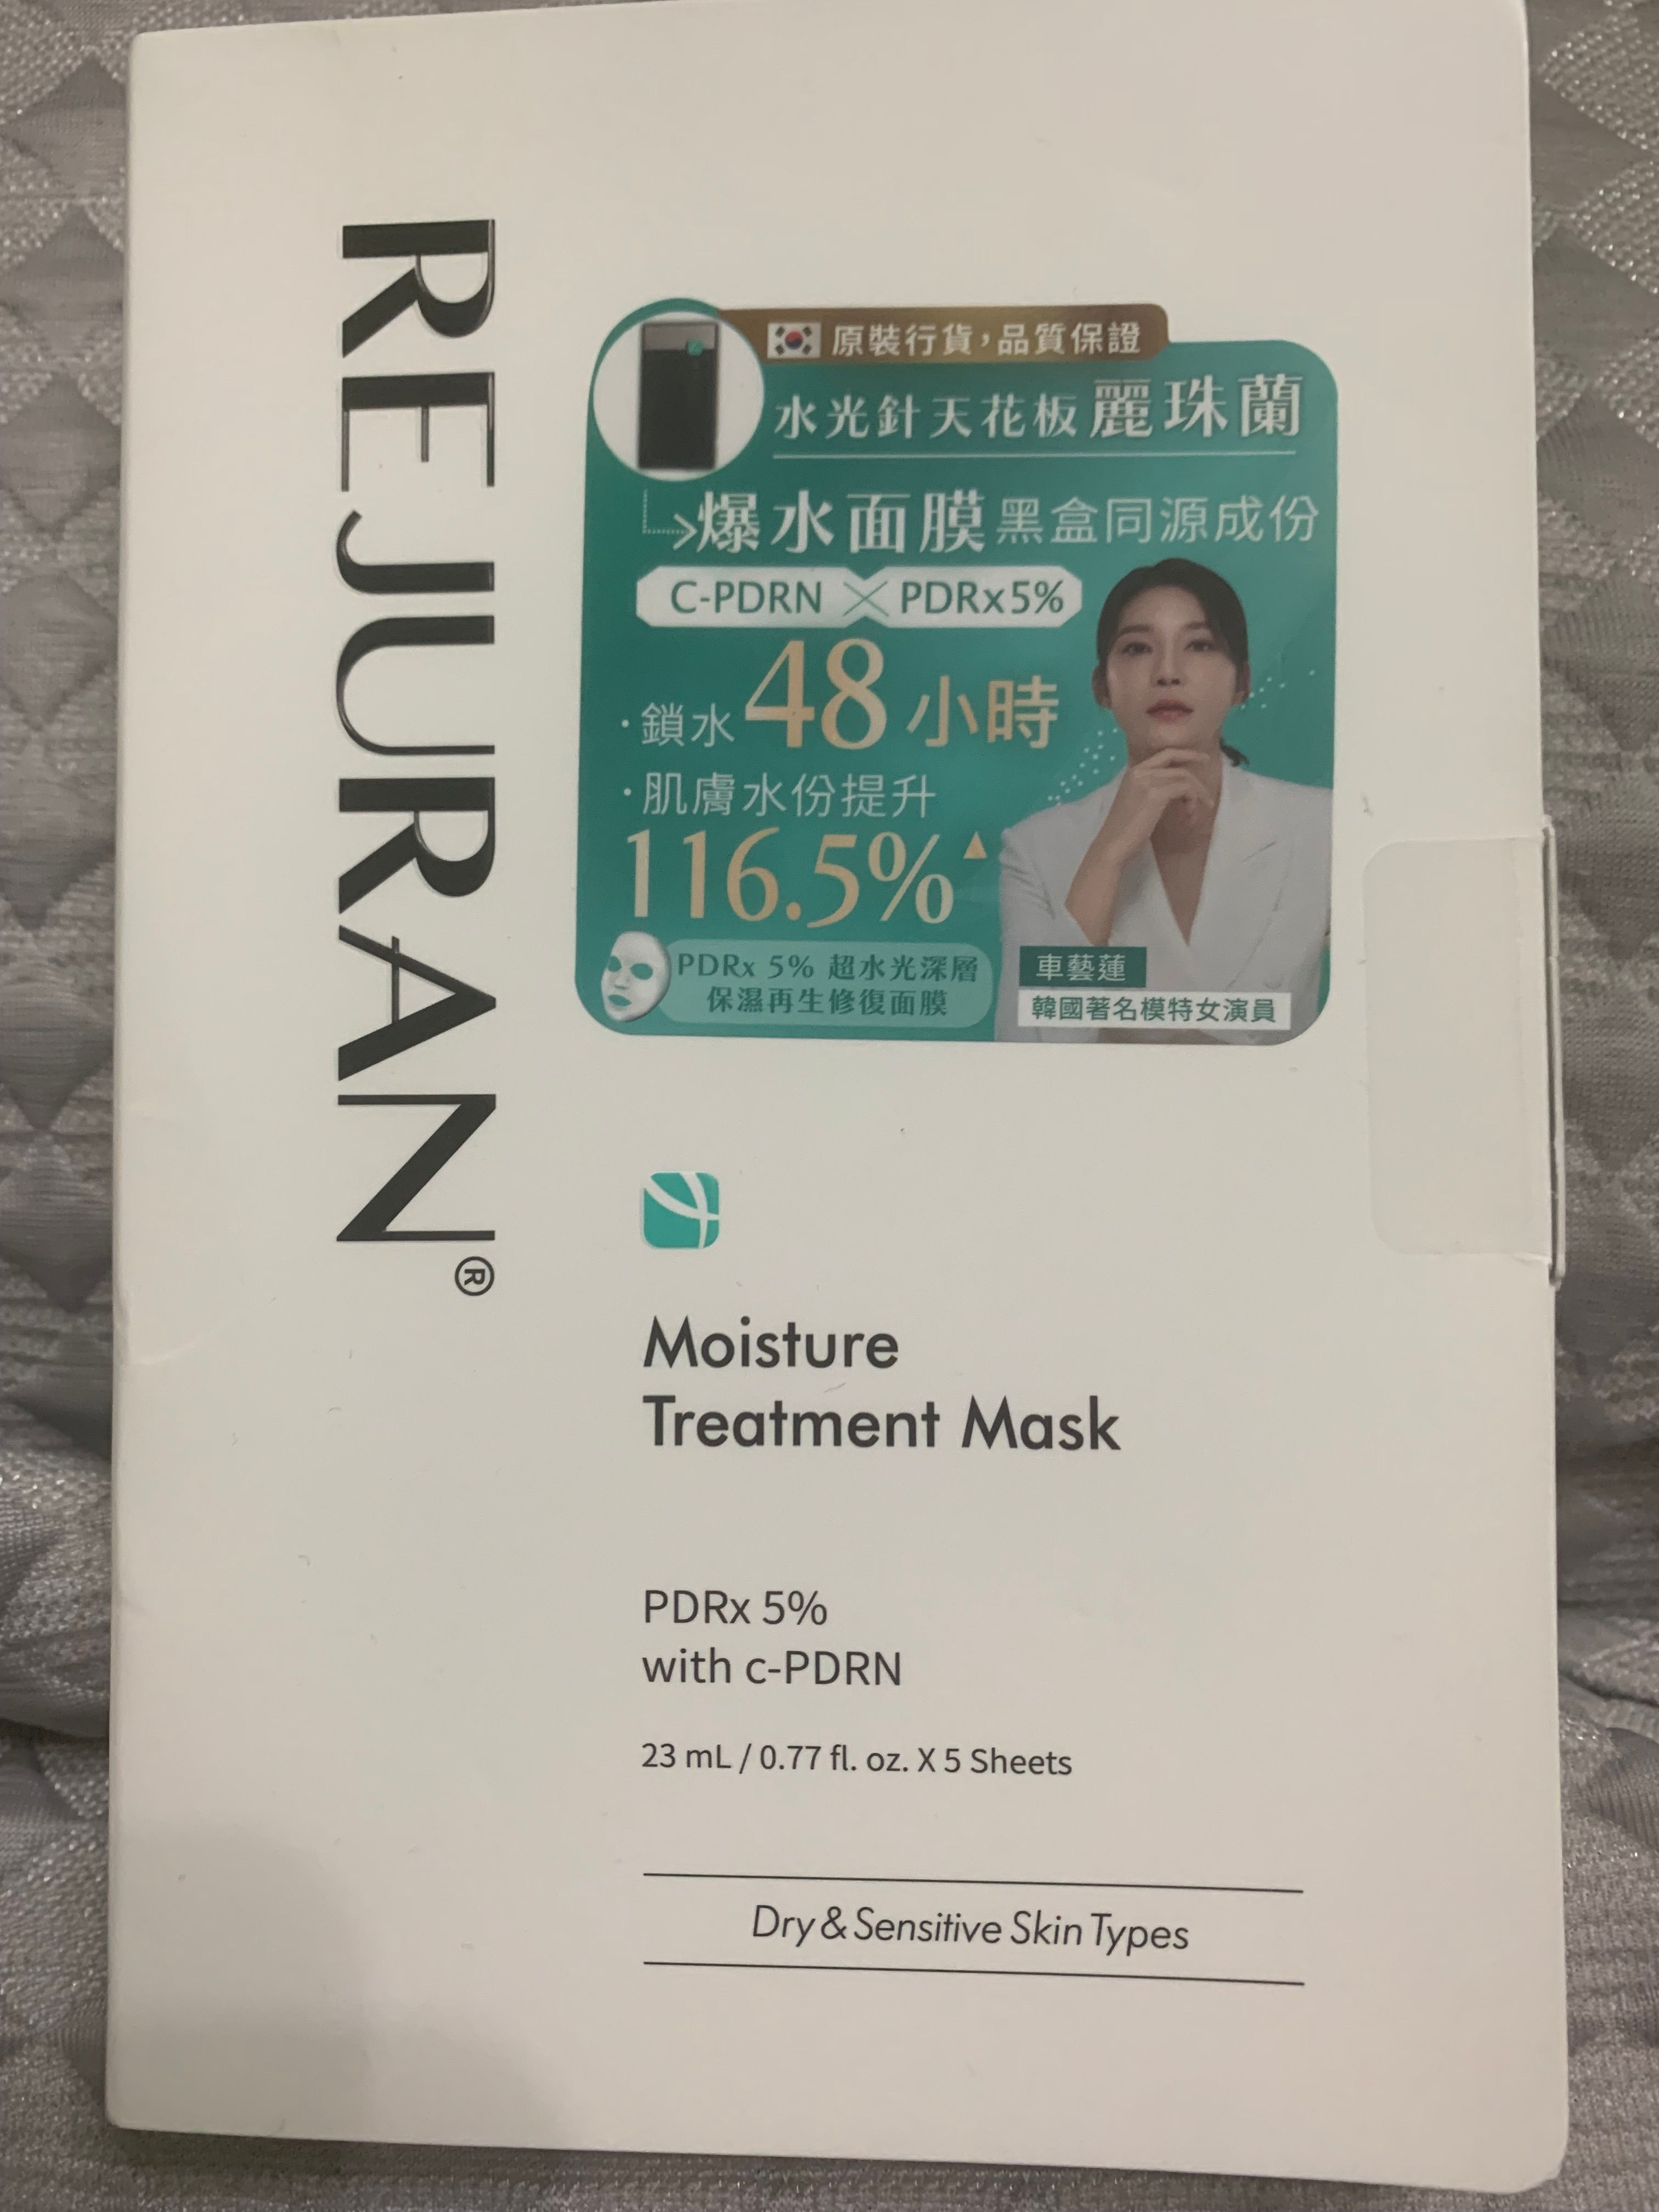 REJURAN®
原裝行貨，品質保證
水光針天花板麗珠蘭
爆水面膜黑盒同源成份
C-PDRN PDRx5%
·鎖水48小時
·肌膚水份提升
116.5%▲
PDRx 5% 超水光深層
保濕再生修復面膜
車藝蓮
韓國著名模特女演員
Moisture
Treatment Mask
PDRx 5%
with c-PDRN
23 mL / 0.77 fl. oz. X 5 Sheets
Dry & Sensitive Skin Types